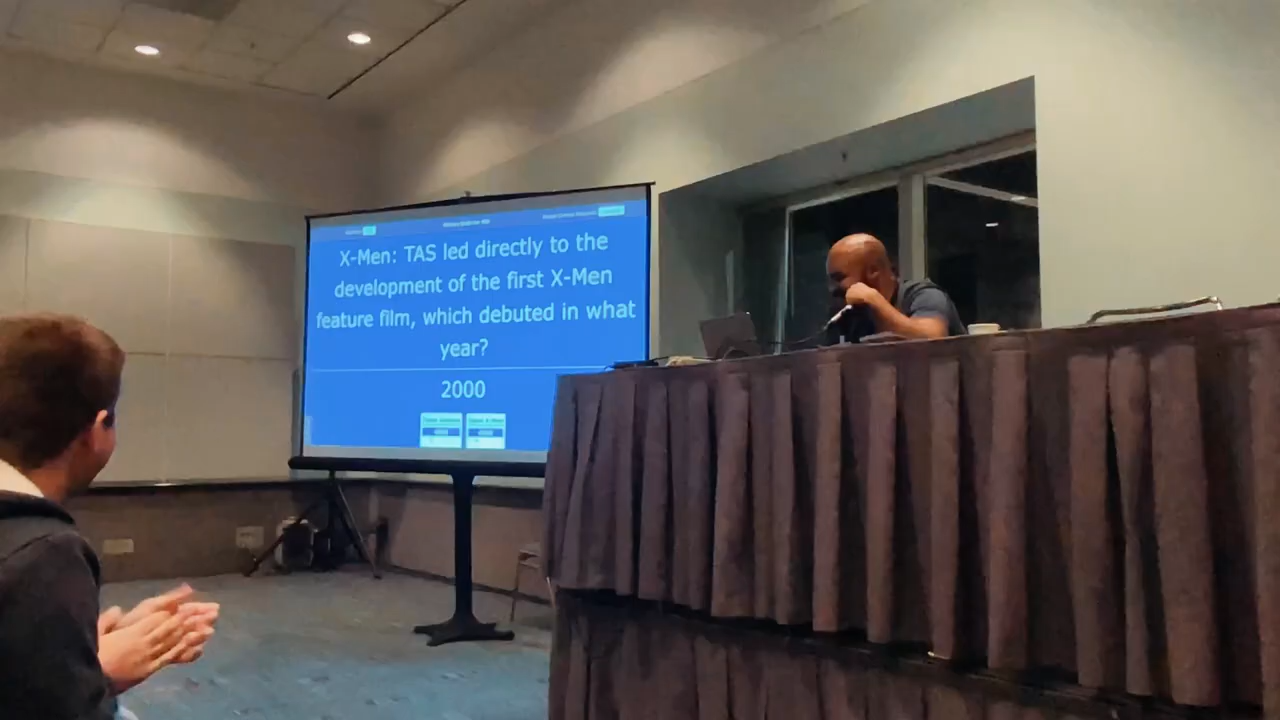 X-Men: TAS led directly to the
development of the first X-Men
feature film, which debuted in what
year?
2000